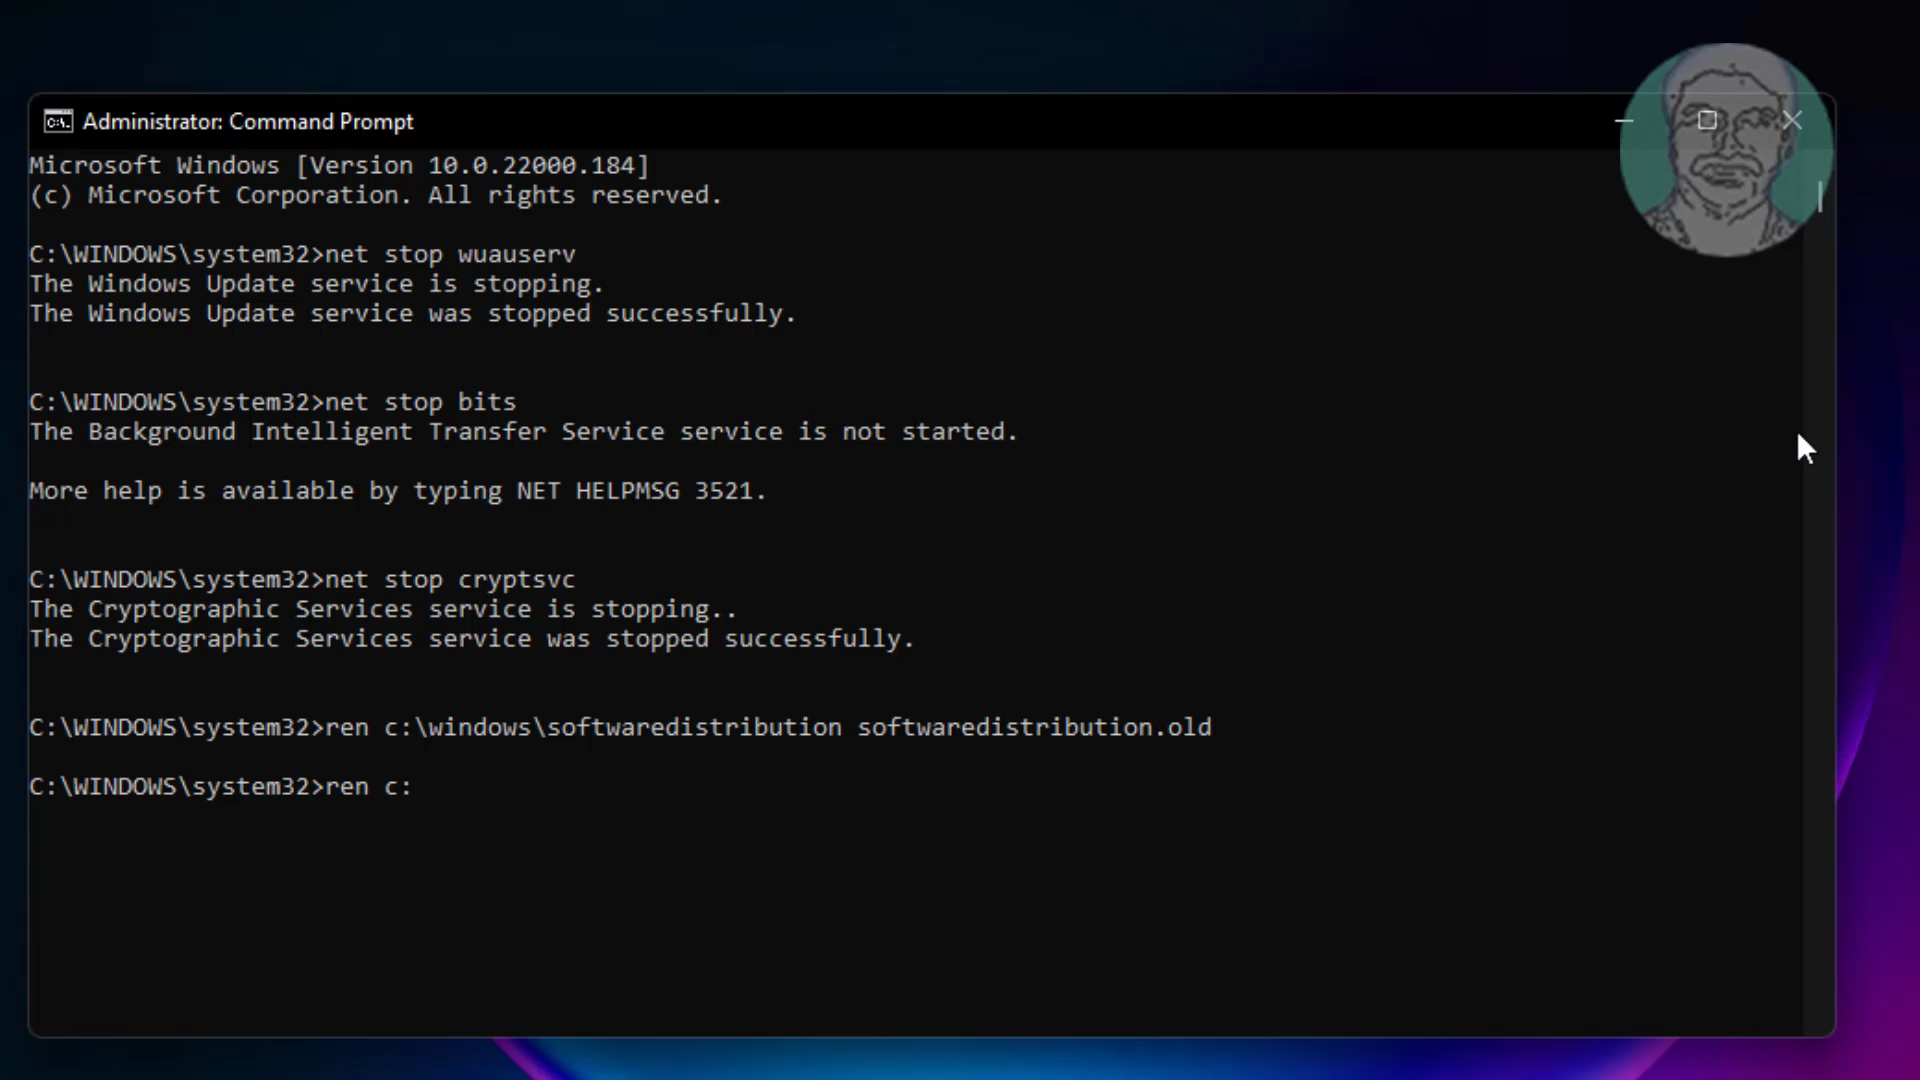 Administrator: Command Prompt
Microsoft Windows [Version 10.0.22000.184]
(c) Microsoft Corporation. All rights reserved.
C:\WINDOWS\system32>net stop wuauserv
The Windows Update service is stopping.
The Windows Update service was stopped successfully.
C:\WINDOWS\system32>net stop bits
The Background Intelligent Transfer Service service is not started.
More help is available by typing NET HELPMSG 3521.
C:\WINDOWS\system32>net stop cryptsvc
The Cryptographic Services service is stopping..
The Cryptographic Services service was stopped successfully.
C:\WINDOWS\system32>ren c:\windows\softwaredistribution softwaredistribution.old
C:\WINDOWS\system32>ren c: